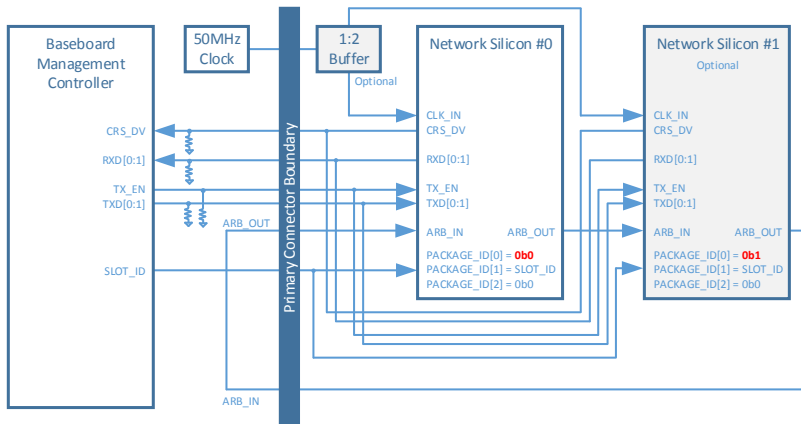 Baseboard
Management
Controller
CRS_DV
RXD[0:1]
TX_EN
TXD[0:1]
SLOT_ID
50MHz
Clock
1:2
Buffer
Optional
Primary Connector Boundary
ARB_OUT
ARB_IN
Network Silicon #0
CLK_IN
CRS_DV
RXD[0:1]
TX_EN
TXD[0:1]
ARB_IN ARB_OUT
PACKAGE_ID[0] = 0b0
PACKAGE_ID[1] = SLOT_ID
PACKAGE_ID[2] = 0b0
Network Silicon #1
Optional
CLK_IN
CRS_DV
RXD[0:1]
TX_EN
TXD[0:1]
ARB_IN ARB_OUT
PACKAGE_ID[0] = 0b1
PACKAGE_ID[1] = SLOT_ID
PACKAGE_ID[2] = 0b0